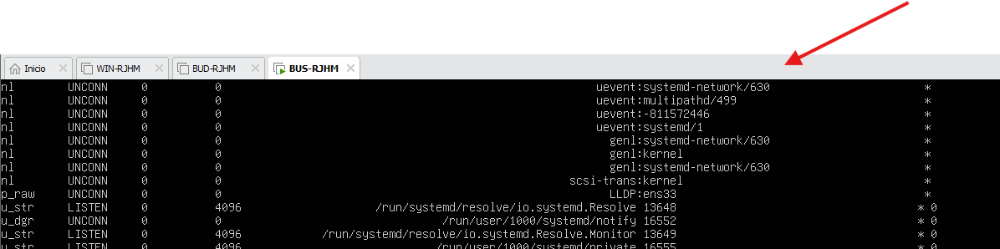 Inicio WIN-RJHM BUD-RJHM BUS-RJHM
nl UNCONN 0 0 uevent:systemd-network/630 *
nl UNCONN 0 0 uevent:multipathd/499 *
nl UNCONN 0 0 uevent:-811572446 *
nl UNCONN 0 0 uevent:systemd/1 *
nl UNCONN 0 0 genl:systemd-network/630 *
nl UNCONN 0 0 genl:kernel *
nl UNCONN 0 0 genl:systemd-network/630 *
nl UNCONN 0 0 scsi-trans:kernel *
p_raw UNCONN 0 0 LLDP:ens33 *
u_str LISTEN 0 4096 /run/systemd/resolve/io.systemd.Resolve 13648 * 0
u_dgr UNCONN 0 0 /run/user/1000/systemd/notify 16552 * 0
u_str LISTEN 0 4096 /run/systemd/resolve/io.systemd.Resolve.Monitor 13649 * 0
u_str LISTEN 0 4096 /run/user/1000/systemd/private 16555 * 0